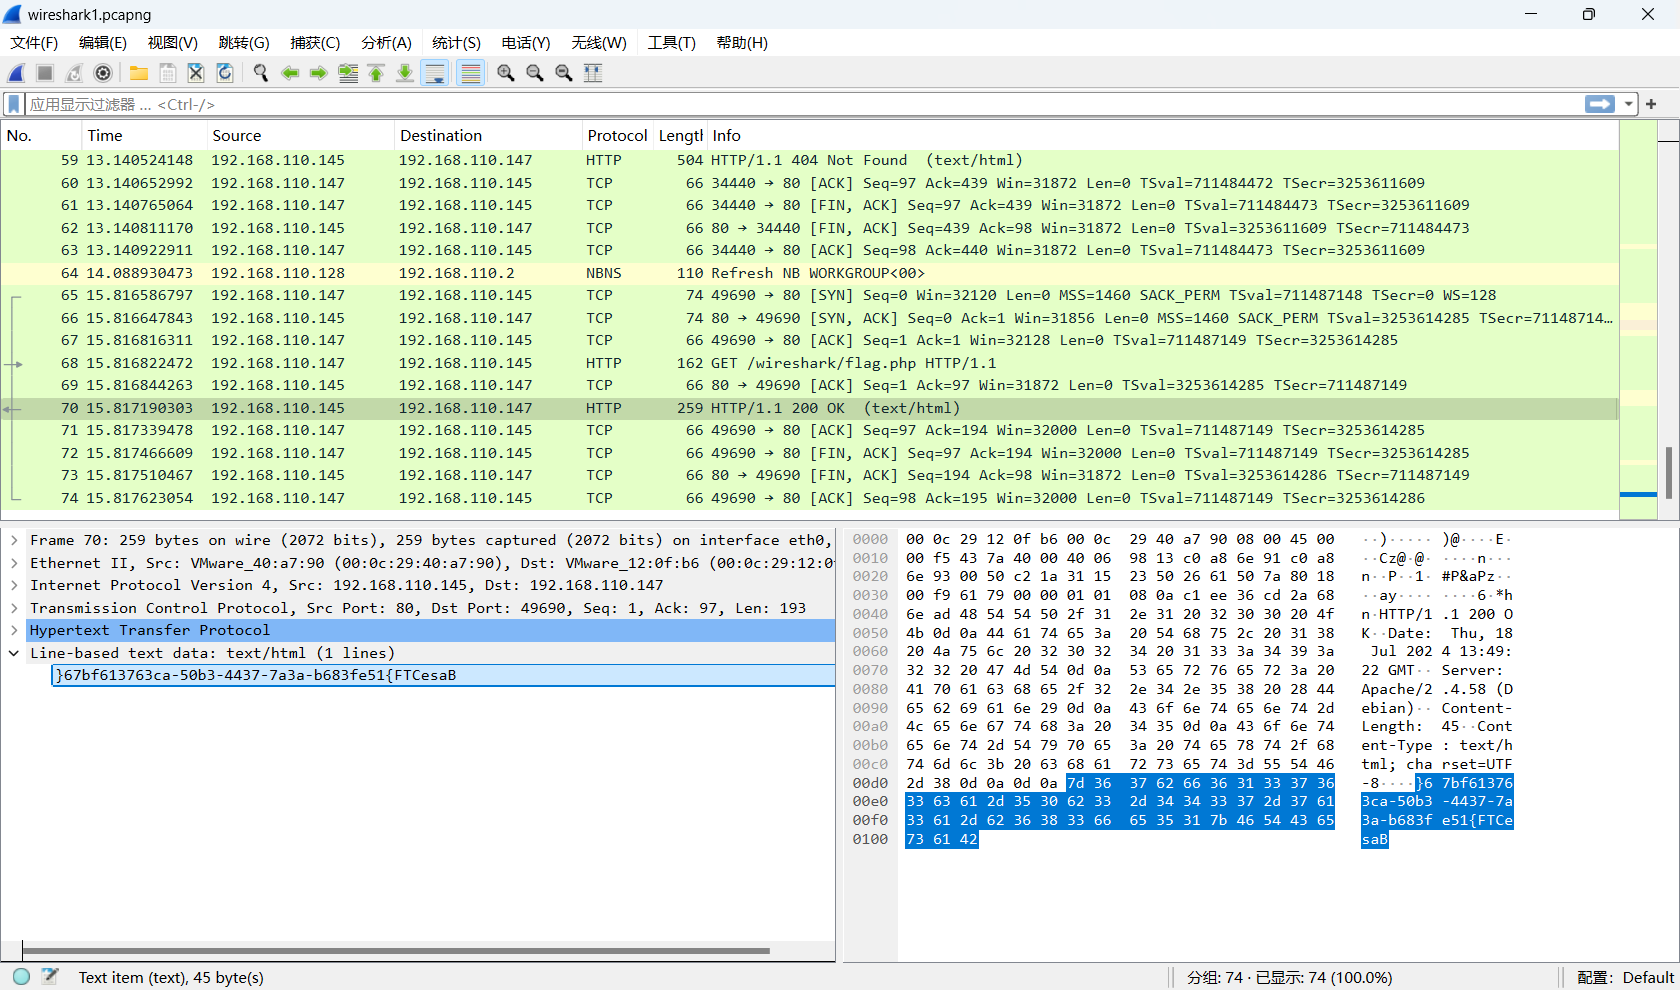 wireshark1.pcapng
文件(F) 编辑(E) 视图(V) 跳转(G) 捕获(C) 分析(A) 统计(S) 电话(Y) 无线(W) 工具(T) 帮助(H)
应用显示过滤器 … <Ctrl-/>
No. Time Source Destination Protocol Length Info
59 13.140524148 192.168.110.145 192.168.110.147 HTTP 504 HTTP/1.1 404 Not Found (text/html)
60 13.140652992 192.168.110.147 192.168.110.145 TCP 66 34440 → 80 [ACK] Seq=97 Ack=439 Win=31872 Len=0 TSval=711484472 TSecr=3253611609
61 13.140765064 192.168.110.147 192.168.110.145 TCP 66 34440 → 80 [FIN, ACK] Seq=97 Ack=439 Win=31872 Len=0 TSval=711484473 TSecr=3253611609
62 13.140811170 192.168.110.145 192.168.110.147 TCP 66 80 → 34440 [FIN, ACK] Seq=439 Ack=98 Win=31872 Len=0 TSval=3253611609 TSecr=711484473
63 13.140922911 192.168.110.147 192.168.110.145 TCP 66 34440 → 80 [ACK] Seq=98 Ack=440 Win=31872 Len=0 TSval=711484473 TSecr=3253611609
64 14.088930473 192.168.110.128 192.168.110.2 NBNS 110 Refresh NB WORKGROUP<00>
65 15.816586797 192.168.110.147 192.168.110.145 TCP 74 49690 → 80 [SYN] Seq=0 Win=32120 Len=0 MSS=1460 SACK_PERM TSval=711487148 TSecr=0 WS=128
66 15.816647843 192.168.110.145 192.168.110.147 TCP 74 80 → 49690 [SYN, ACK] Seq=0 Ack=1 Win=31856 Len=0 MSS=1460 SACK_PERM TSval=3253614285 TSecr=71148714…
67 15.816816311 192.168.110.147 192.168.110.145 TCP 66 49690 → 80 [ACK] Seq=1 Ack=1 Win=32128 Len=0 TSval=711487149 TSecr=3253614285
68 15.816822472 192.168.110.147 192.168.110.145 HTTP 162 GET /wireshark/flag.php HTTP/1.1
69 15.816844263 192.168.110.145 192.168.110.147 TCP 66 80 → 49690 [ACK] Seq=1 Ack=97 Win=31872 Len=0 TSval=3253614285 TSecr=711487149
70 15.817190303 192.168.110.145 192.168.110.147 HTTP 259 HTTP/1.1 200 OK (text/html)
71 15.817339478 192.168.110.147 192.168.110.145 TCP 66 49690 → 80 [ACK] Seq=97 Ack=194 Win=32000 Len=0 TSval=711487149 TSecr=3253614285
72 15.817466609 192.168.110.147 192.168.110.145 TCP 66 49690 → 80 [FIN, ACK] Seq=97 Ack=194 Win=32000 Len=0 TSval=711487149 TSecr=3253614285
73 15.817510467 192.168.110.145 192.168.110.147 TCP 66 80 → 49690 [FIN, ACK] Seq=194 Ack=98 Win=31872 Len=0 TSval=3253614286 TSecr=711487149
74 15.817623054 192.168.110.147 192.168.110.145 TCP 66 49690 → 80 [ACK] Seq=98 Ack=195 Win=32000 Len=0 TSval=711487149 TSecr=3253614286
Frame 70: 259 bytes on wire (2072 bits), 259 bytes captured (2072 bits) on interface eth0,
Ethernet II, Src: VMware_40:a7:90 (00:0c:29:40:a7:90), Dst: VMware_12:0f:b6 (00:0c:29:12:0
Internet Protocol Version 4, Src: 192.168.110.145, Dst: 192.168.110.147
Transmission Control Protocol, Src Port: 80, Dst Port: 49690, Seq: 1, Ack: 97, Len: 193
Hypertext Transfer Protocol
Line-based text data: text/html (1 lines)
}67bf613763ca-50b3-4437-7a3a-b683fe51{FTCesaB
0000 00 0c 29 12 0f b6 00 0c 29 40 a7 90 08 00 45 00 ··)····· )@····E·
0010 00 f5 43 7a 40 00 40 06 98 13 c0 a8 6e 91 c0 a8 ··Cz@·@· ····n···
0020 6e 93 00 50 c2 1a 31 15 23 50 26 61 50 7a 80 18 n··P··1· #P&aPz··
0030 00 f9 61 79 00 00 01 01 08 0a c1 ee 36 cd 2a 68 ··ay···· ····6·*h
0040 6e ad 48 54 54 50 2f 31 2e 31 20 32 30 30 20 4f n·HTTP/1 .1 200 O
0050 4b 0d 0a 44 61 74 65 3a 20 54 68 75 2c 20 31 38 K··Date: Thu, 18
0060 20 4a 75 6c 20 32 30 32 34 20 31 33 3a 34 39 3a Jul 202 4 13:49:
0070 32 32 20 47 4d 54 0d 0a 53 65 72 76 65 72 3a 20 22 GMT·· Server:
0080 41 70 61 63 68 65 2f 32 2e 34 2e 35 38 20 28 44 Apache/2 .4.58 (D
0090 65 62 69 61 6e 29 0d 0a 43 6f 6e 74 65 6e 74 2d ebian)·· Content-
00a0 4c 65 6e 67 74 68 3a 20 34 35 0d 0a 43 6f 6e 74 Length: 45··Cont
00b0 65 6e 74 2d 54 79 70 65 3a 20 74 65 78 74 2f 68 ent-Type : text/h
00c0 74 6d 6c 3b 20 63 68 61 72 73 65 74 3d 55 54 46 tml; cha rset=UTF
00d0 2d 38 0d 0a 0d 0a 7d 36 37 62 66 36 31 33 37 36 -8····}6 7bf61376
00e0 33 63 61 2d 35 30 62 33 2d 34 34 33 37 2d 37 61 3ca-50b3 -4437-7a
00f0 33 61 2d 62 36 38 33 66 65 35 31 7b 46 54 43 65 3a-b683f e51{FTCe
0100 73 61 42 saB
Text item (text), 45 byte(s) 分组: 74 · 已显示: 74 (100.0%) 配置: Default